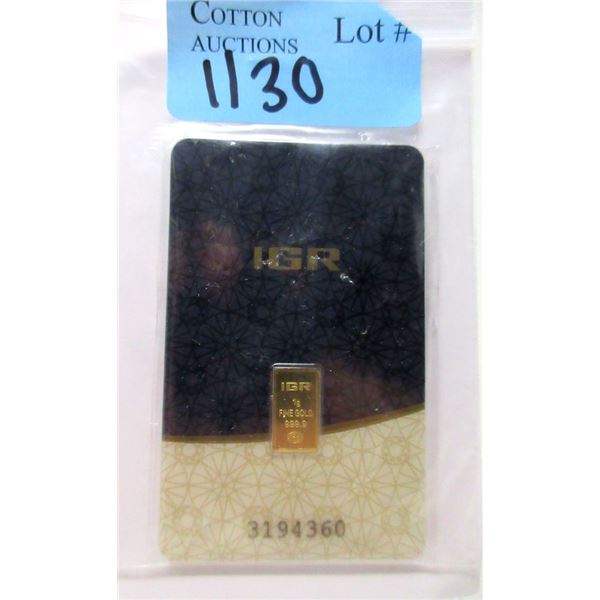 COTTON Lot #
AUCTIONS
1130
IGR
IGR
1g
FINE GOLD
999.9
3194360